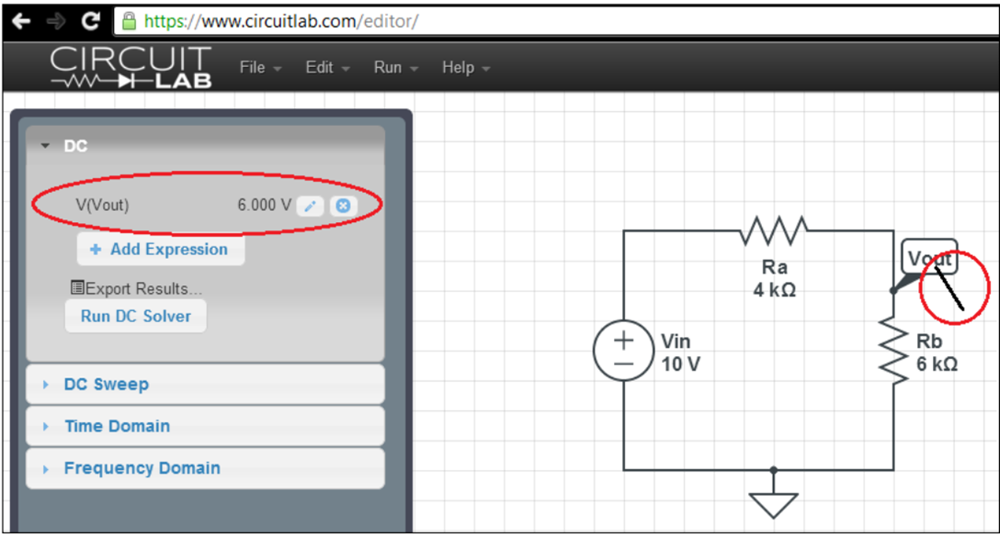 https://www.circuitlab.com/editor/
CIRCUIT
LAB
File Edit Run Help
DC
V(Vout) 6.000 V
+ Add Expression
Export Results...
Run DC Solver
DC Sweep
Time Domain
Frequency Domain
Ra
4 kΩ
Vout
+
−
Vin
10 V
Rb
6 kΩ